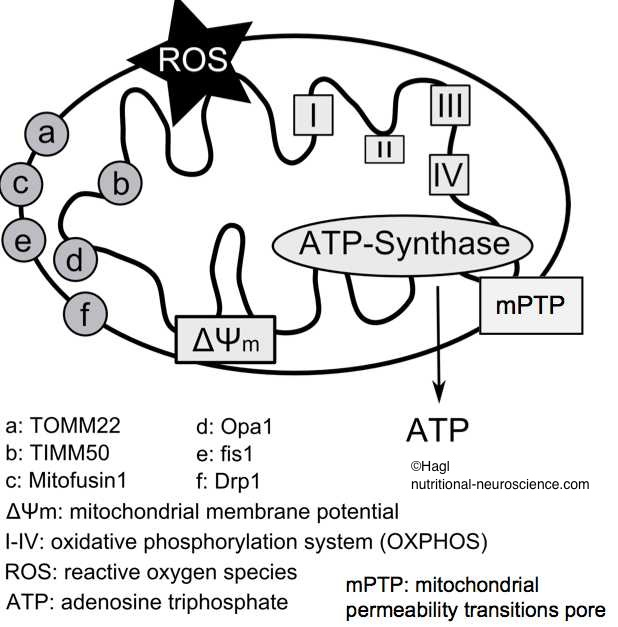 ROS
a
I
III
II
c
b
IV
e
d
ATP-Synthase
f
mPTP
ΔΨm
ATP
a: TOMM22
d: Opa1
b: TIMM50
e: fis1
c: Mitofusin1
f: Drp1
©Hagl
nutritional-neuroscience.com
ΔΨm: mitochondrial membrane potential
I-IV: oxidative phosphorylation system (OXPHOS)
ROS: reactive oxygen species
ATP: adenosine triphosphate
mPTP: mitochondrial
permeability transitions pore